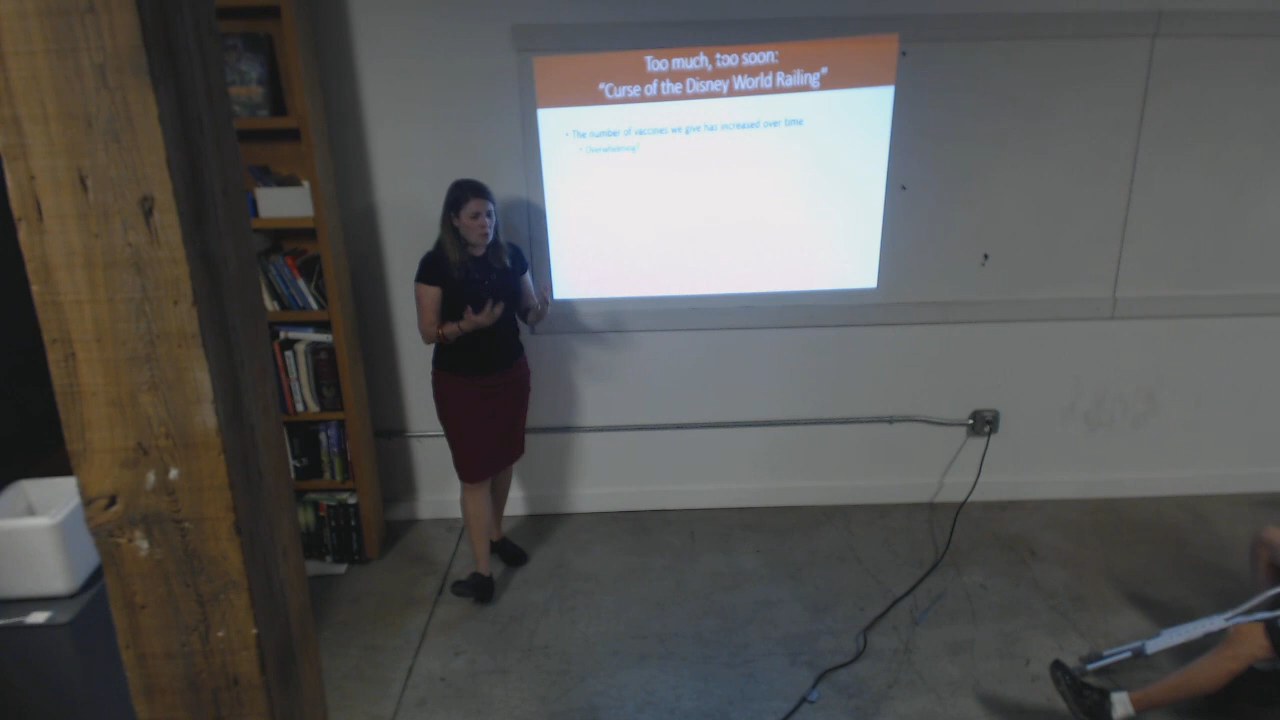 Too much, too soon:
"Curse of the Disney World Railing"
• The number of vaccines we give has increased over time
• Overwhelming?